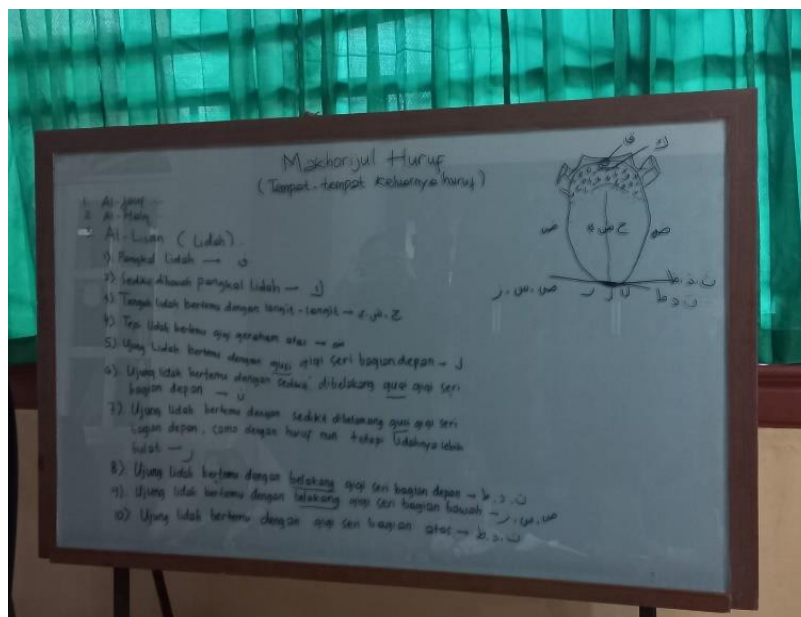 Makhorijul Huruf
(Tempat-tempat keluarnya huruf)
1. Al-Jauf
2. Al-Halq
Al-Lisan (Lidah).
1). Pangkal lidah → ق
2). Sedikit dibawah pangkal lidah → ك
Tengah lidah bertemu dengan langit-langit → ج. ش. ي
4). Tepi lidah bertemu gigi geraham atas → ض
5). Ujung Lidah bertemu dengan gusi gigi seri bagian depan → ل
6). Ujung lidah bertemu dengan sedikit dibelakang gusi gigi seri
bagian depan → ن
7). Ujung lidah bertemu dengan sedikit dibelakang gusi gigi seri
bagian depan, sama dengan huruf nun tetapi lidahnya lebih
bulat → ر
8). Ujung lidah bertemu dengan belakang gigi seri bagian depan → ط. د. ت
9). Ujung lidah bertemu dengan belakang gigi seri bagian bawah → ص. س. ز
10). Ujung lidah bertemu dengan gigi seri bagian atas →
ق
ك
ض
ج ش ي
ض
ص. س. ز
ط. د. ت